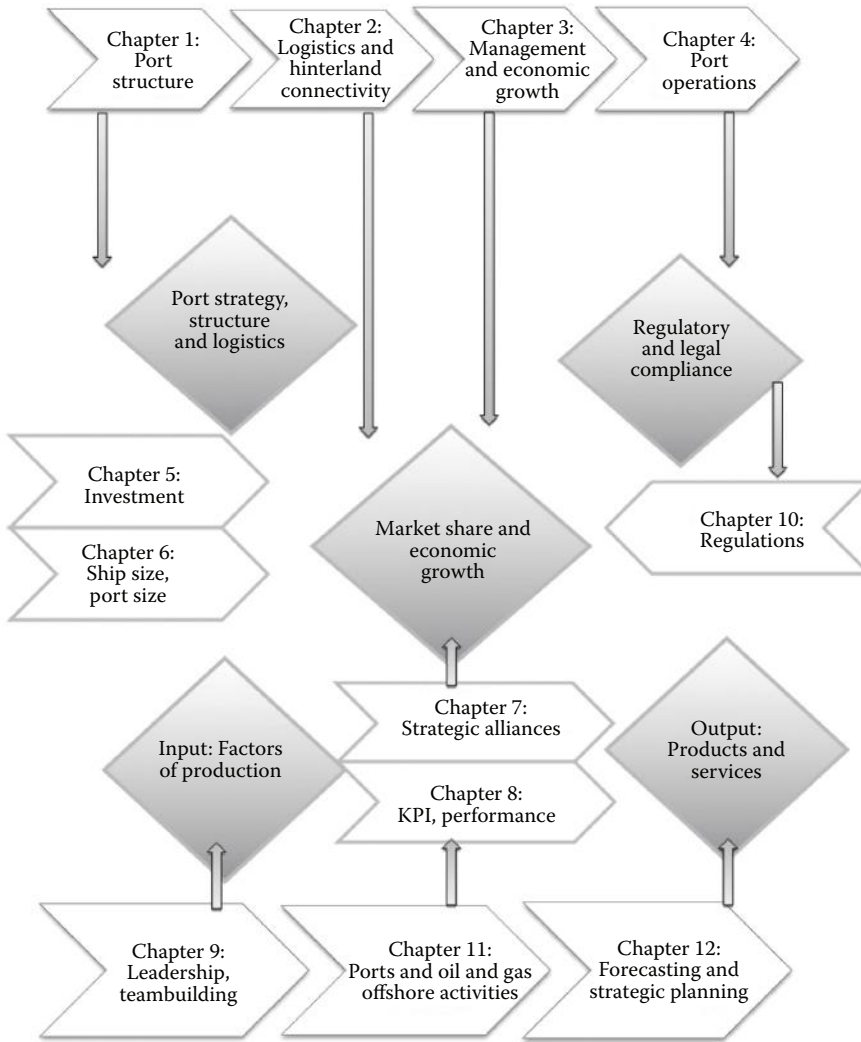 Chapter 1:
Port
structure
Chapter 2:
Logistics and
hinterland
connectivity
Chapter 3:
Management
and economic
growth
Chapter 4:
Port
operations
Port strategy,
structure
and logistics
Regulatory
and legal
compliance
Chapter 5:
Investment
Chapter 6:
Ship size,
port size
Market share and
economic
growth
Chapter 10:
Regulations
Input: Factors
of production
Chapter 7:
Strategic alliances
Chapter 8:
KPI, performance
Output:
Products and
services
Chapter 9:
Leadership,
teambuilding
Chapter 11:
Ports and oil and gas
offshore activities
Chapter 12:
Forecasting and
strategic planning